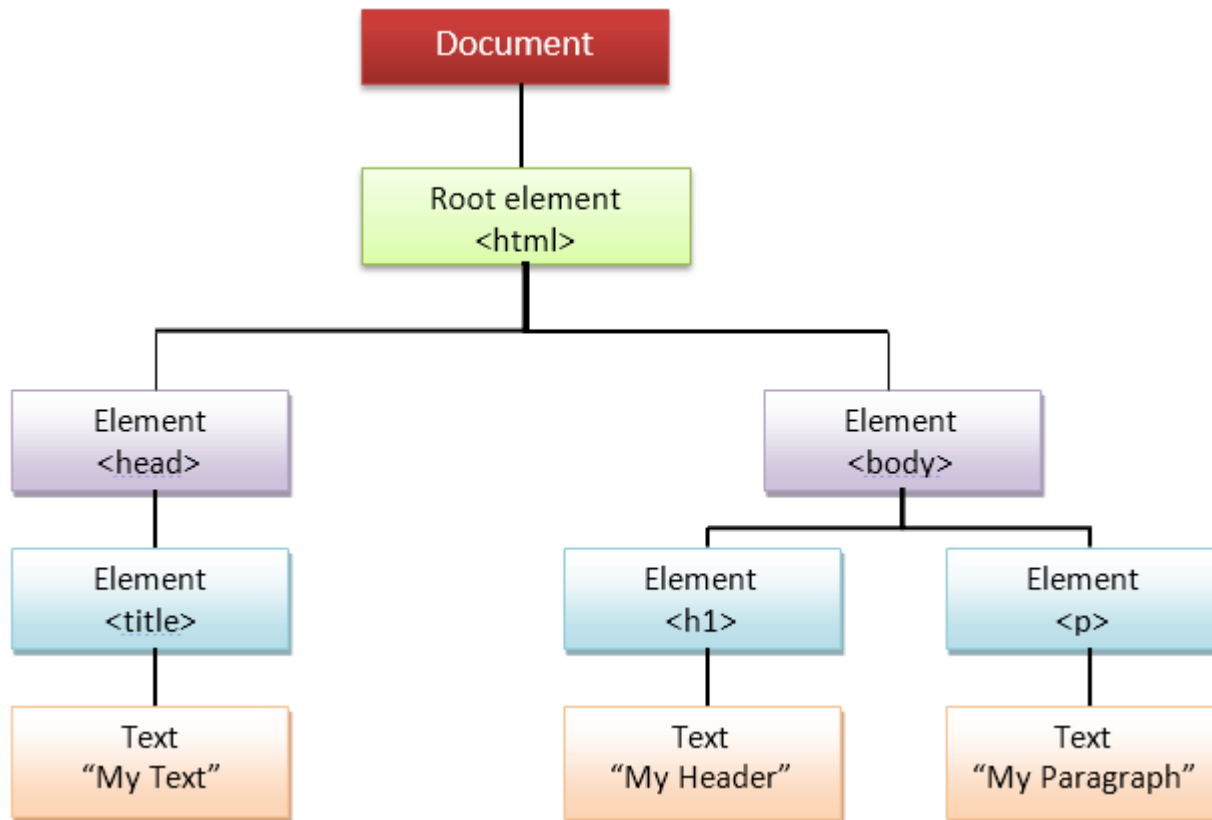 Document
Root element
<html>
Element
<head>
Element
<body>
Element
<title>
Element
<h1>
Element
<p>
Text
“My Text”
Text
“My Header”
Text
“My Paragraph”